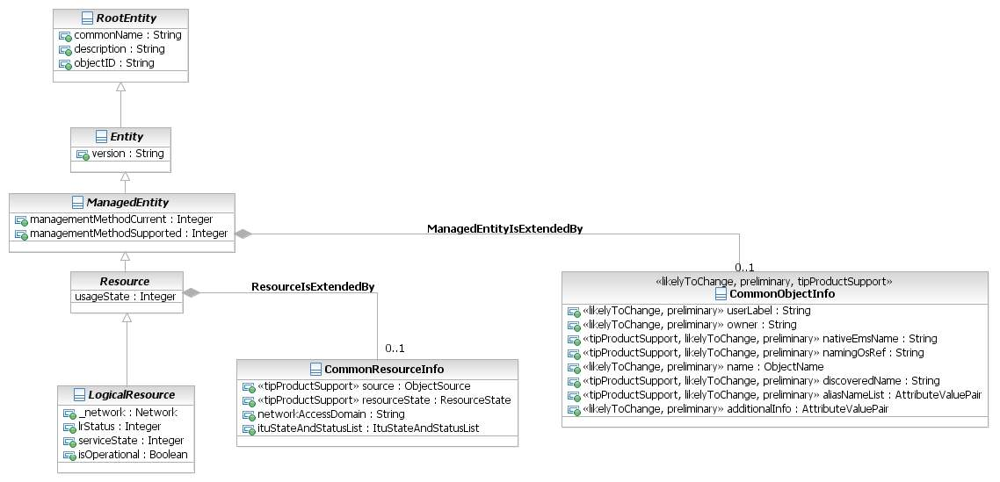 RootEntity
commonName : String
description : String
objectID : String
Entity
version : String
ManagedEntity
managementMethodCurrent : Integer
managementMethodSupported : Integer
ManagedEntityIsExtendedBy
0..1
Resource
usageState : Integer
ResourceIsExtendedBy
0..1
«likelyToChange, preliminary, tipProductSupport»
CommonObjectInfo
«likelyToChange, preliminary» userLabel : String
«likelyToChange, preliminary» owner : String
«tipProductSupport, likelyToChange, preliminary» nativeEmsName : String
«tipProductSupport, likelyToChange, preliminary» namingOsRef : String
«likelyToChange, preliminary» name : ObjectName
«tipProductSupport, likelyToChange, preliminary» discoveredName : String
«tipProductSupport, likelyToChange, preliminary» aliasNameList : AttributeValuePair
«likelyToChange, preliminary» additionalInfo : AttributeValuePair
CommonResourceInfo
«tipProductSupport» source : ObjectSource
«tipProductSupport» resourceState : ResourceState
networkAccessDomain : String
ituStateAndStatusList : ItuStateAndStatusList
LogicalResource
_network : Network
lrStatus : Integer
serviceState : Integer
isOperational : Boolean